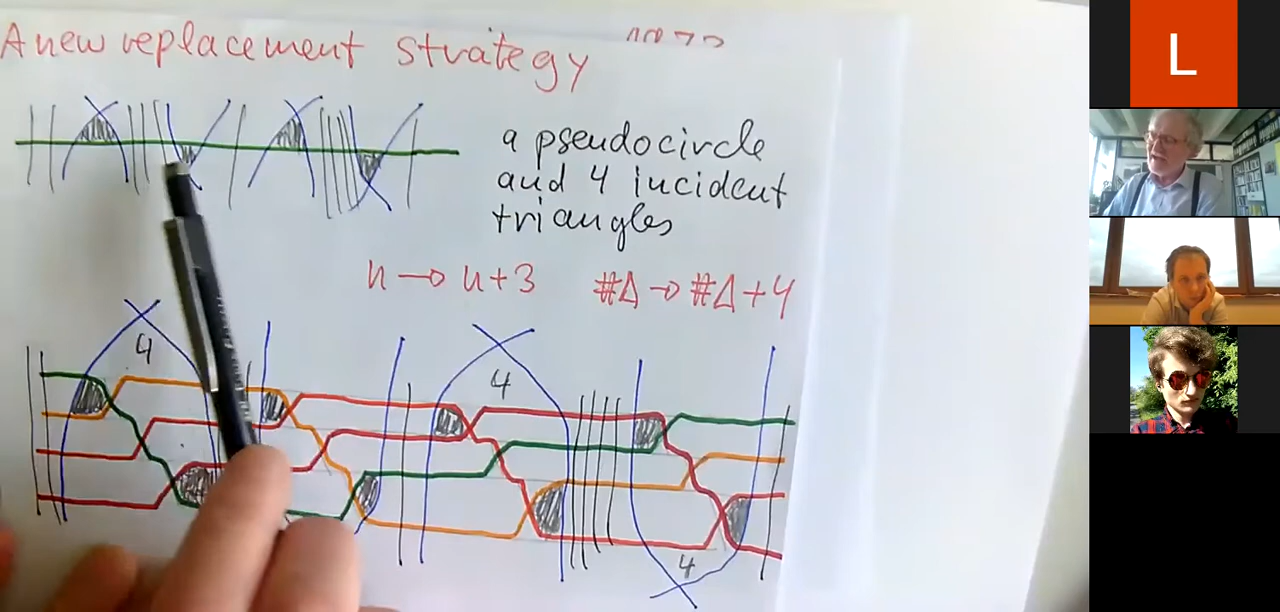 A new replacement strategy
a pseudocircle
and 4 incident
triangles
n → n+3 #Δ → #Δ+4
4
4
4
L